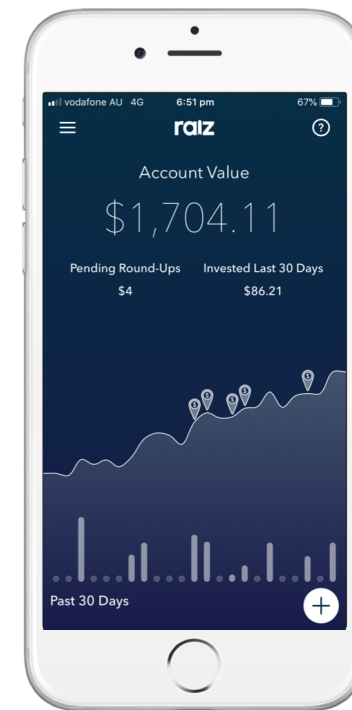 vodafone AU 4G 6:51 pm 67%
raiz
?
Account Value
$1,704.11
Pending Round-Ups Invested Last 30 Days
$4 $86.21
$ $ $ $ $
Past 30 Days
+